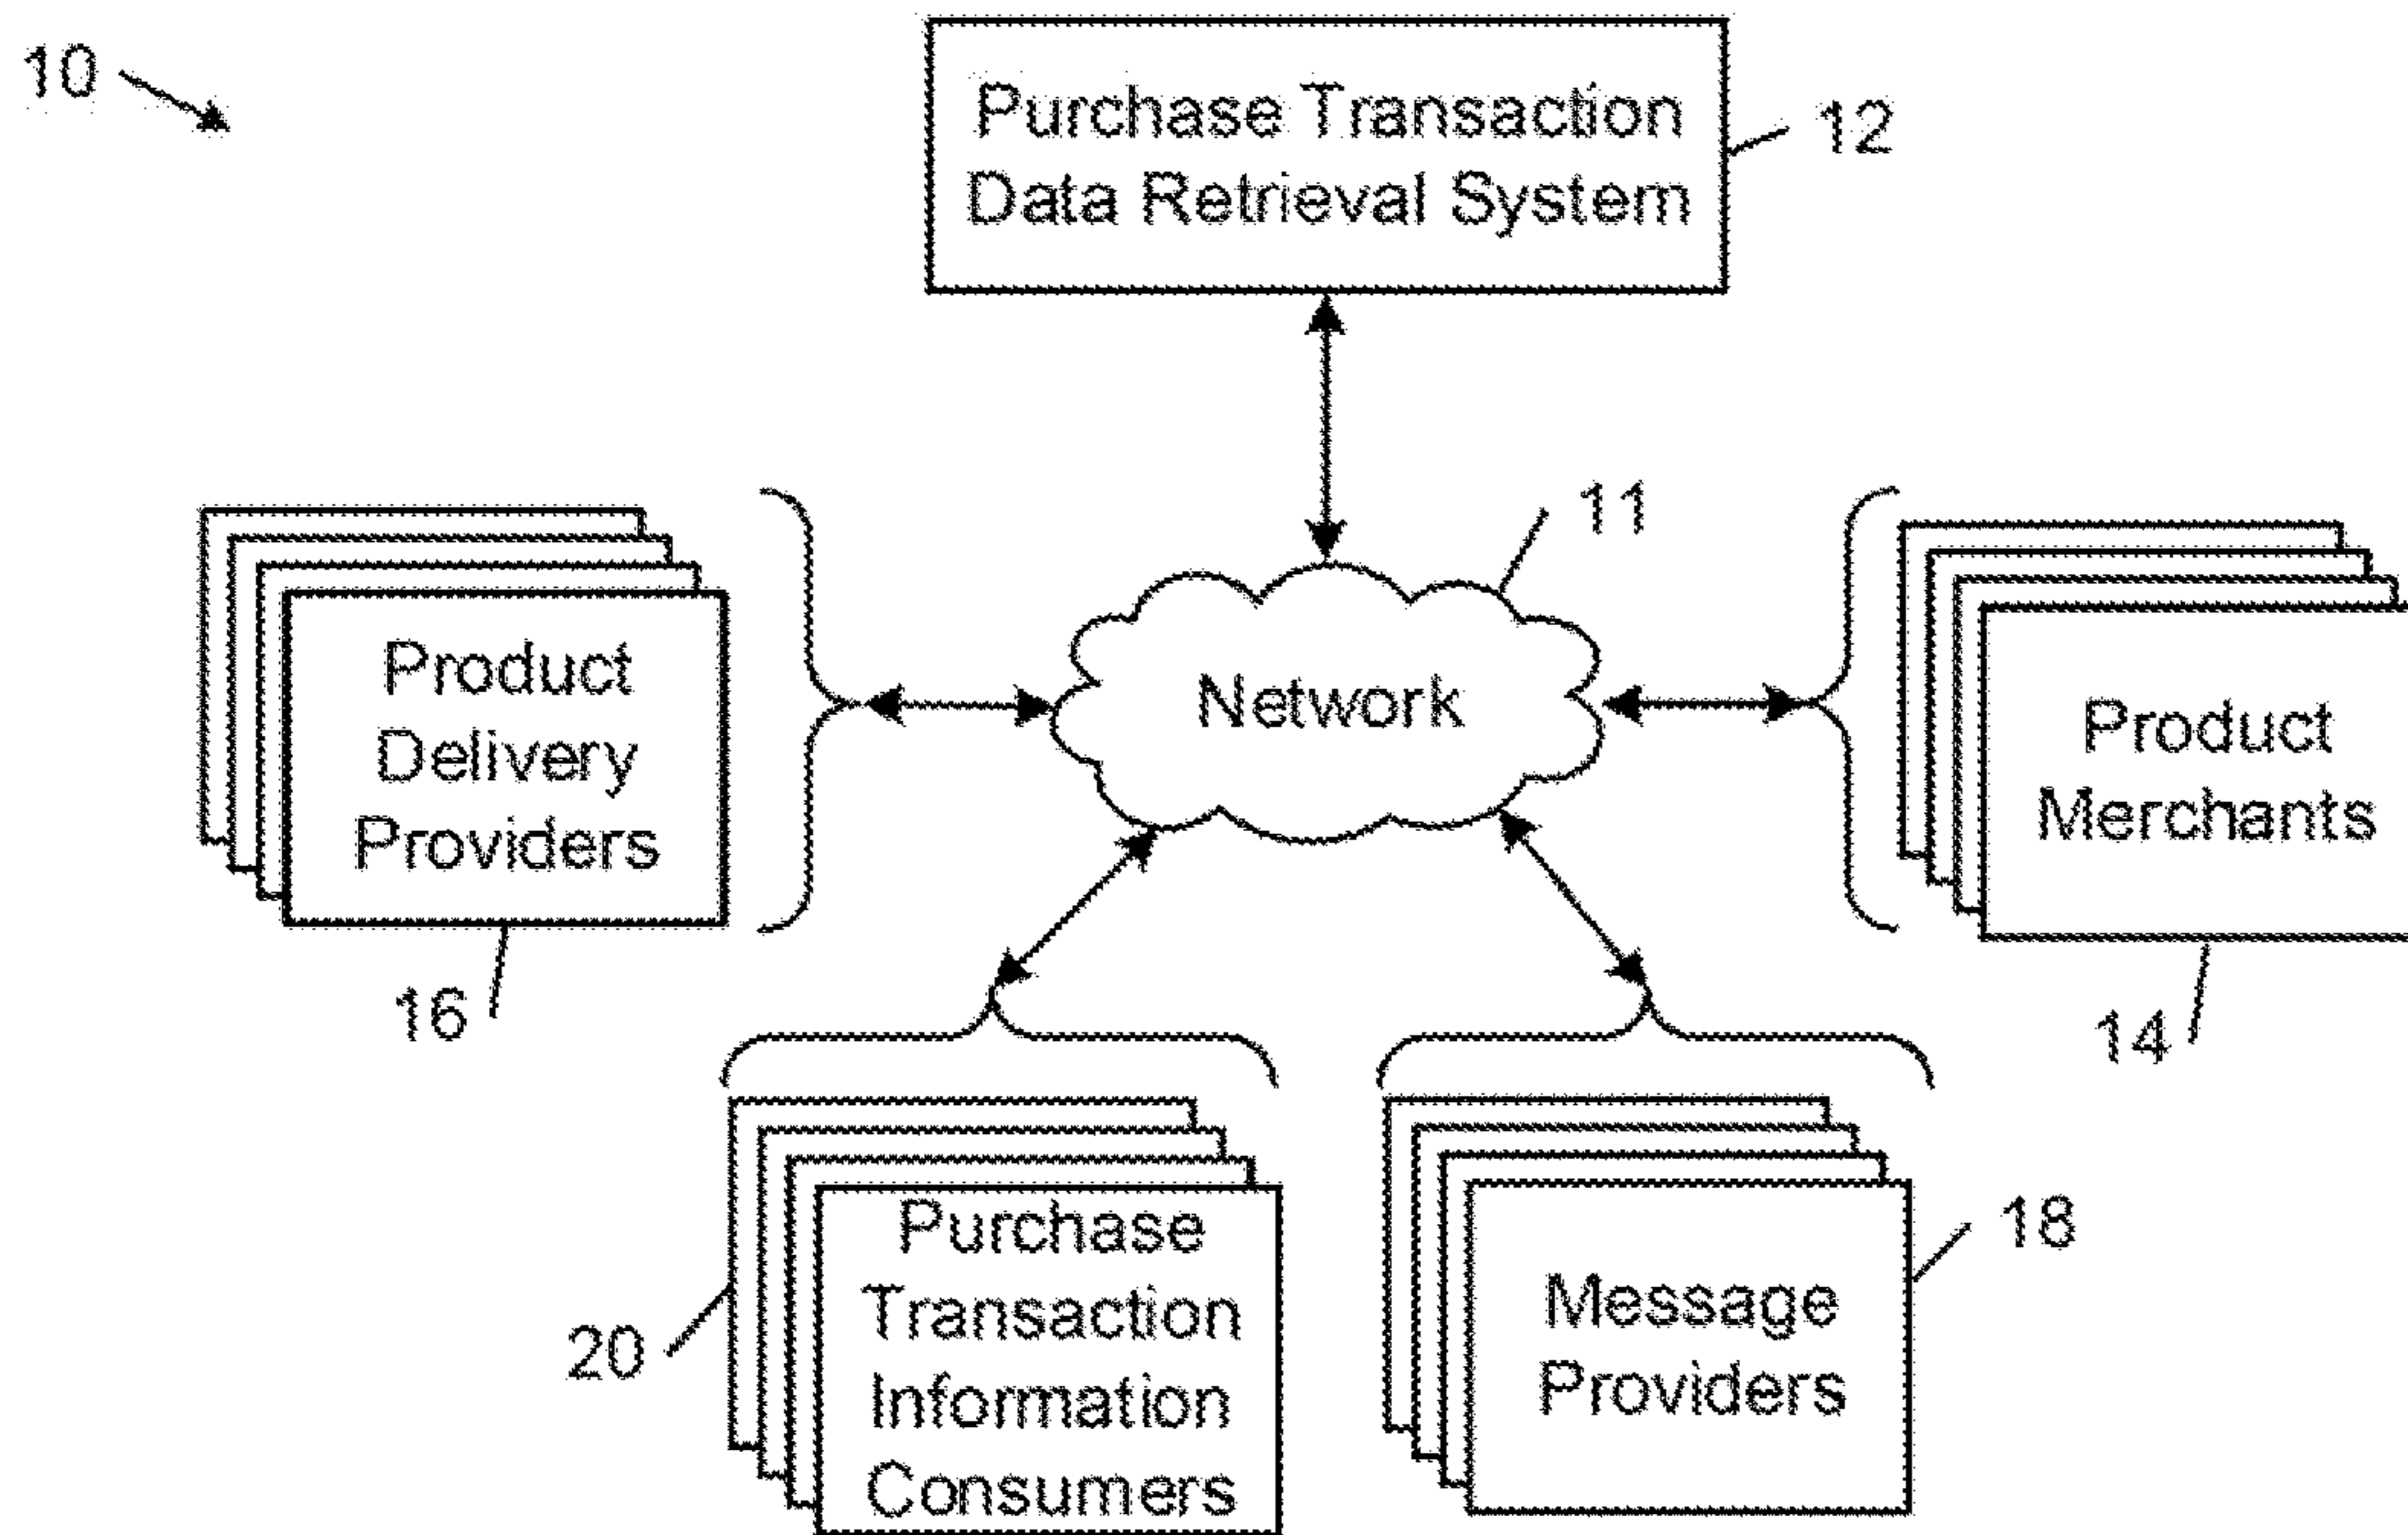 10
Purchase Transaction
Data Retrieval System
12
11
Product
Delivery
Providers
Network
Product
Merchants
16
14
Purchase
Transaction
Information
Consumers
20
Message
Providers
18